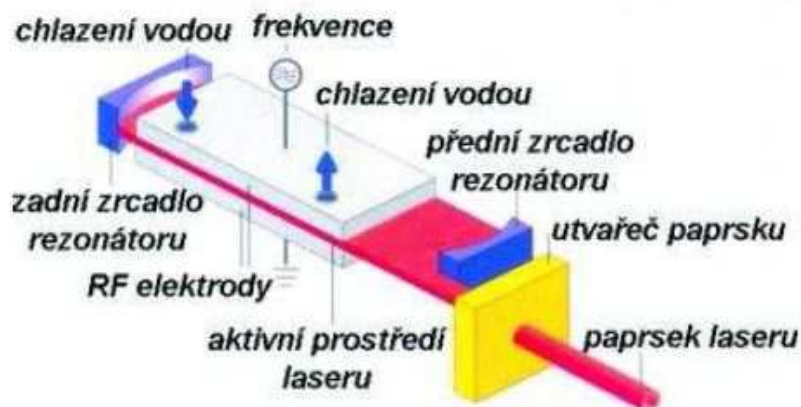 chlazení vodou
frekvence
chlazení vodou
přední zrcadlo
rezonátoru
zadní zrcadlo
rezonátoru
utvařeč paprsku
RF elektrody
aktivní prostředí
laseru
paprsek laseru